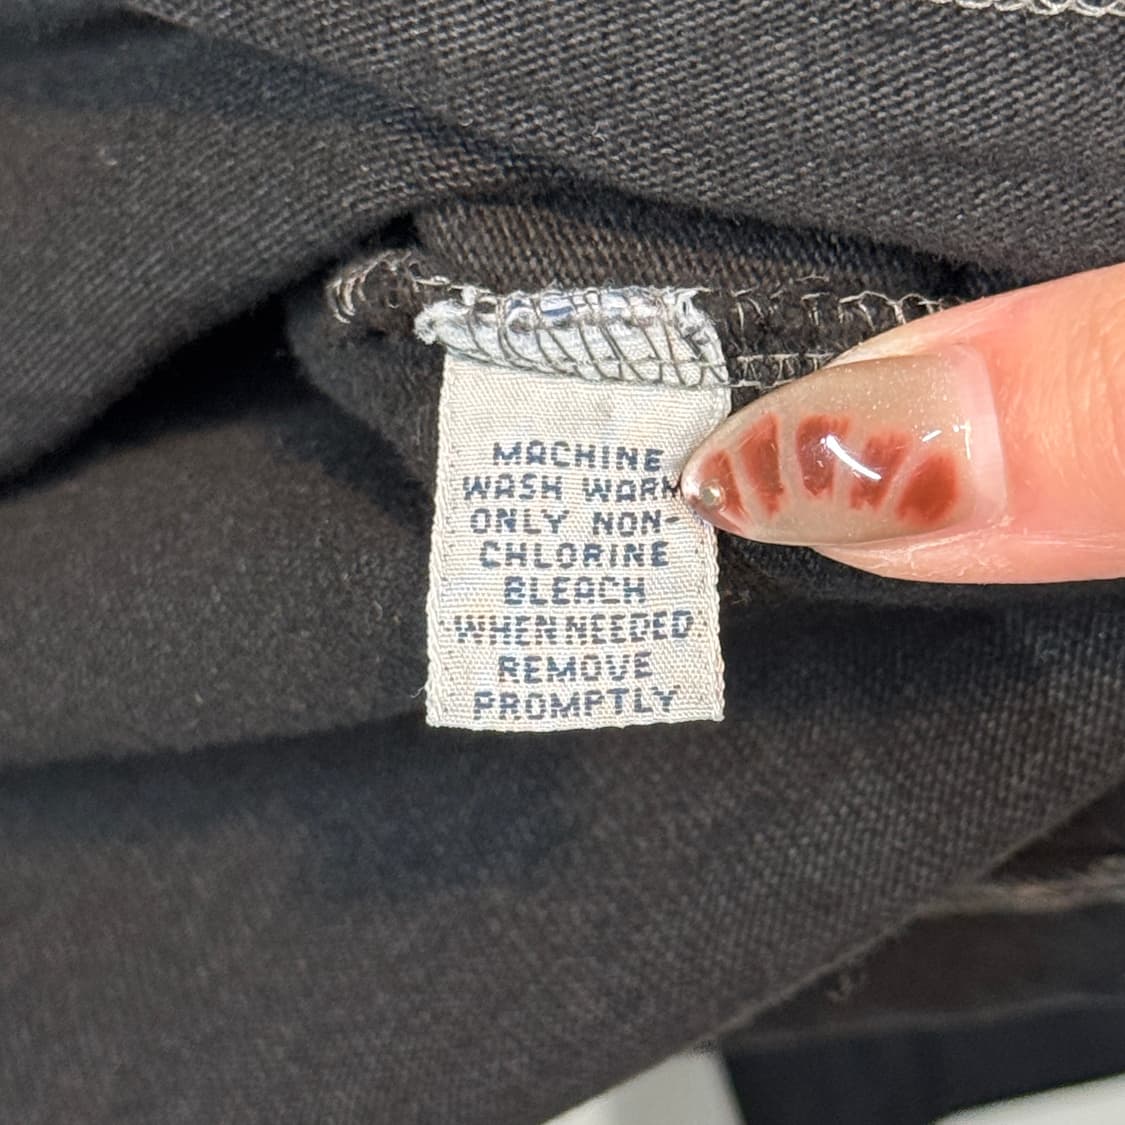 MACHINE
WASH WARM
ONLY NON-
CHLORINE
BLEACH
WHEN NEEDED
REMOVE
PROMPTLY